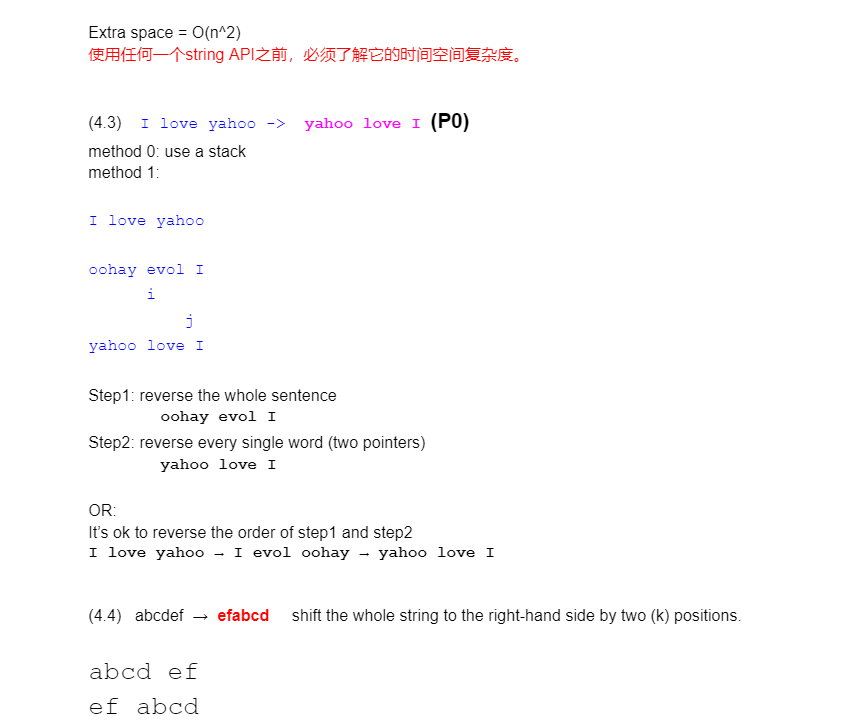 Extra space = O(n^2)
使用任何一个string API之前，必须了解它的时间空间复杂度。
(4.3) I love yahoo -> yahoo love I (P0)
method 0: use a stack
method 1:
I love yahoo
oohay evol I
i
j
yahoo love I
Step1: reverse the whole sentence
oohay evol I
Step2: reverse every single word (two pointers)
yahoo love I
OR:
It’s ok to reverse the order of step1 and step2
I love yahoo → I evol oohay → yahoo love I
(4.4) abcdef → efabcd shift the whole string to the right-hand side by two (k) positions.
abcd ef
ef abcd